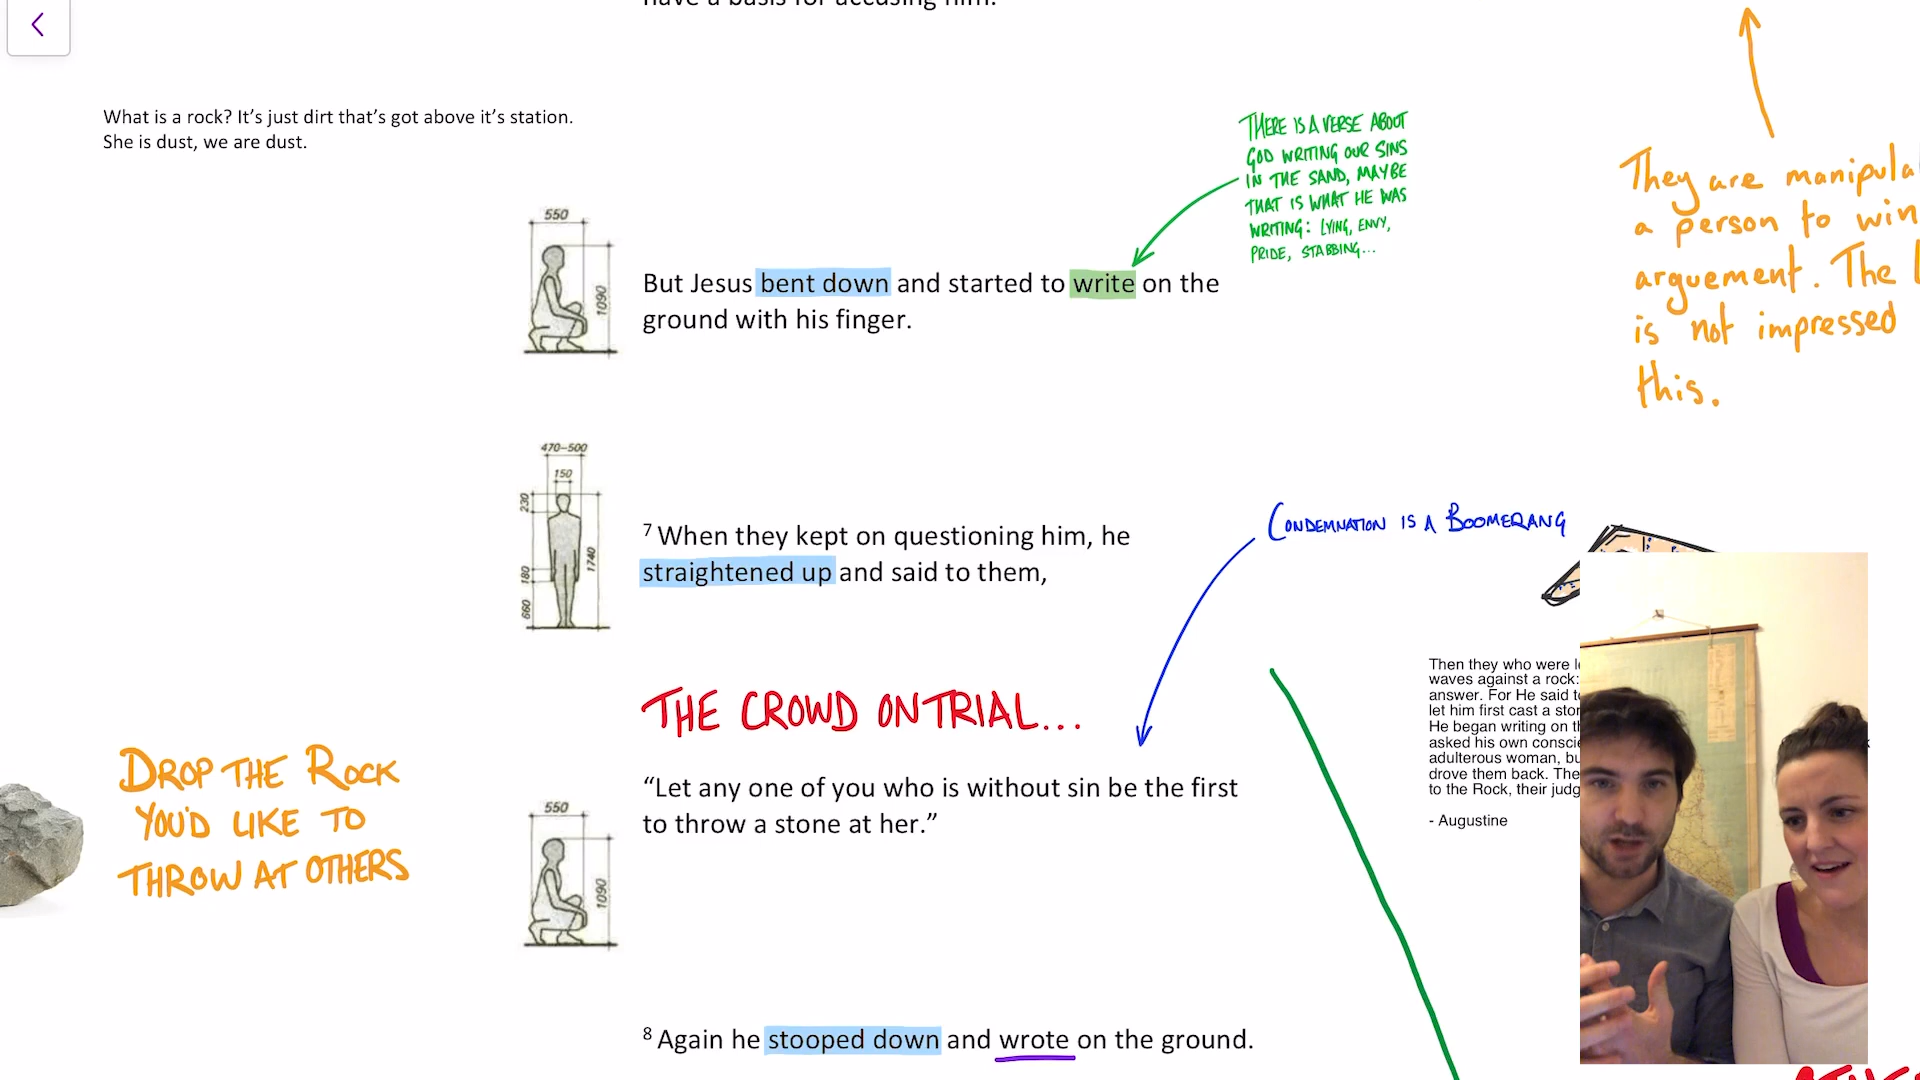 have a basis for accusing him.
What is a rock? It's just dirt that's got above it's station.
She is dust, we are dust.
THERE IS A VERSE ABOUT
GOD WRITING OUR SINS
IN THE SAND, MAYBE
THAT IS WHAT HE WAS
WRITING: LYING, ENVY,
PRIDE, STABBING...
They are manipula
a person to win
arguement. The
is not impressed
this.
550
1090
But Jesus bent down and started to write on the
ground with his finger.
470-500
150
230
180
660
1740
7 When they kept on questioning him, he
straightened up and said to them,
CONDEMNATION IS A BOOMERANG
THE CROWD ON TRIAL...
DROP THE ROCK
YOU'D LIKE TO
THROW AT OTHERS
550
1090
"Let any one of you who is without sin be the first
to throw a stone at her."
Then they who were
waves against a rock:
answer. For He said
let him first cast a
He began writing on
asked his own
adulterous woman,
drove them back. The
to the Rock, their
- Augustine
8 Again he stooped down and wrote on the ground.